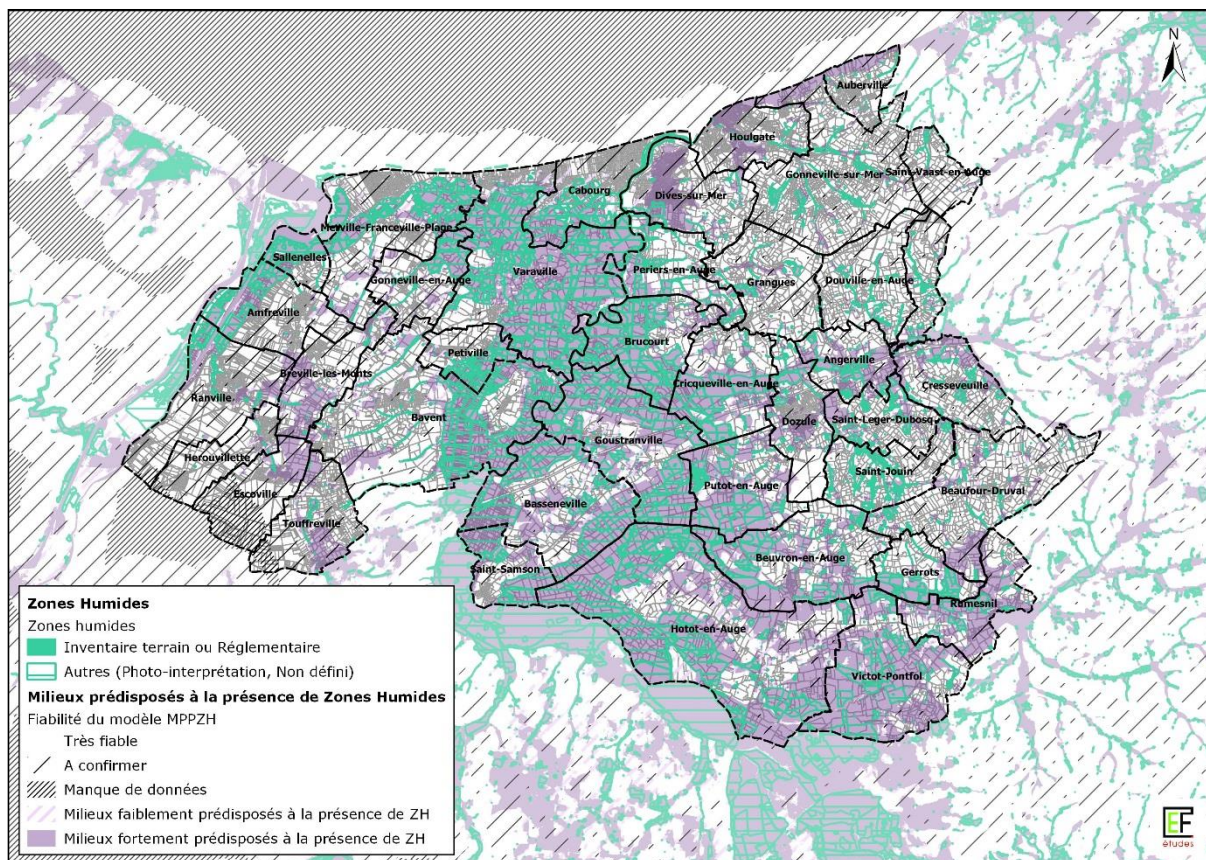 N
Auberville
Houlgate
Gonneville-sur-Mer
Saint-Vaast-en-Auge
Cabourg
Dives-sur-Mer
Merville-Franceville-Plage
Sallenelles
Gonneville-en-Auge
Varaville
Periers-en-Auge
Grangues
Douville-en-Auge
Amfreville
Petiville
Brucourt
Angerville
Breville-les-Monts
Cricqueville-en-Auge
Cresseveuille
Ranville
Bavent
Dozule
Saint-Leger-Dubosq
Goustranville
Herouvillette
Saint-Jouin
Escoville
Putot-en-Auge
Beaufour-Druval
Basseneville
Touffreville
Beuvron-en-Auge
Saint-Samson
Gerrots
Rumesnil
Hotot-en-Auge
Victot-Pontfol
Zones Humides
Zones humides
Inventaire terrain ou Réglementaire
Autres (Photo-interprétation, Non défini)
Milieux prédisposés à la présence de Zones Humides
Fiabilité du modèle MPPZH
Très fiable
A confirmer
Manque de données
Milieux faiblement prédisposés à la présence de ZH
Milieux fortement prédisposés à la présence de ZH
CEF
études